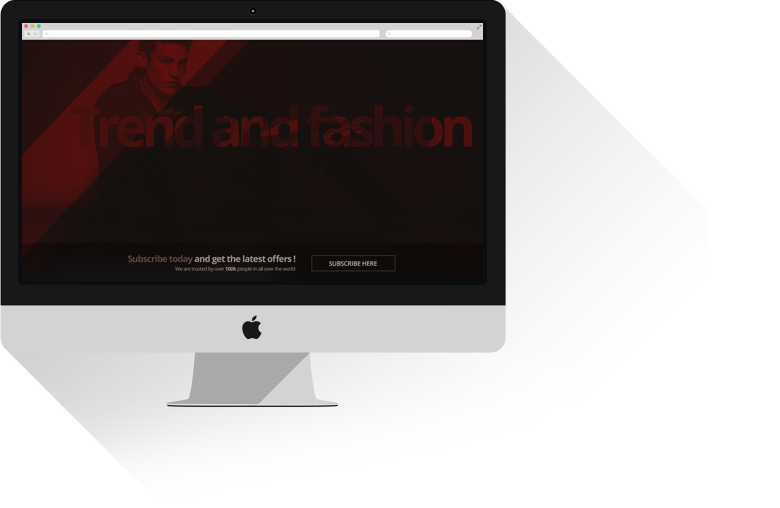 Trend and fashion
Subscribe today and get the latest offers !
We are trusted by over 100k people in all over the world
SUBSCRIBE HERE